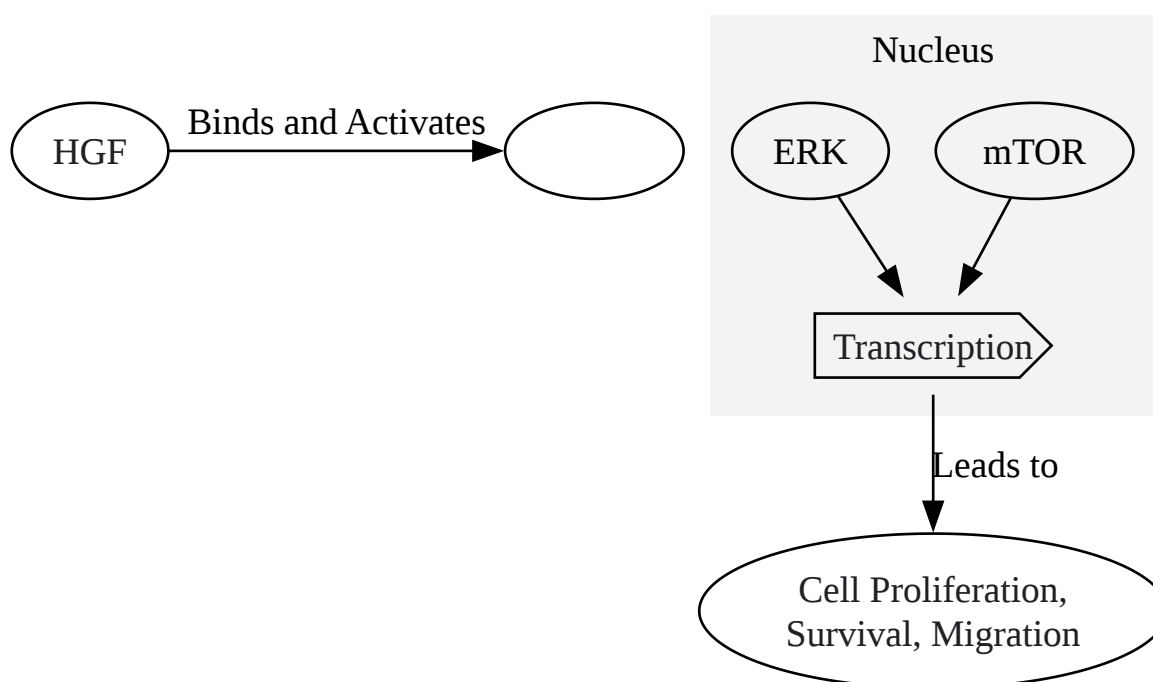 Nucleus
HGF
Binds and Activates
ERK
mTOR
Transcription
Leads to
Cell Proliferation,
Survival, Migration